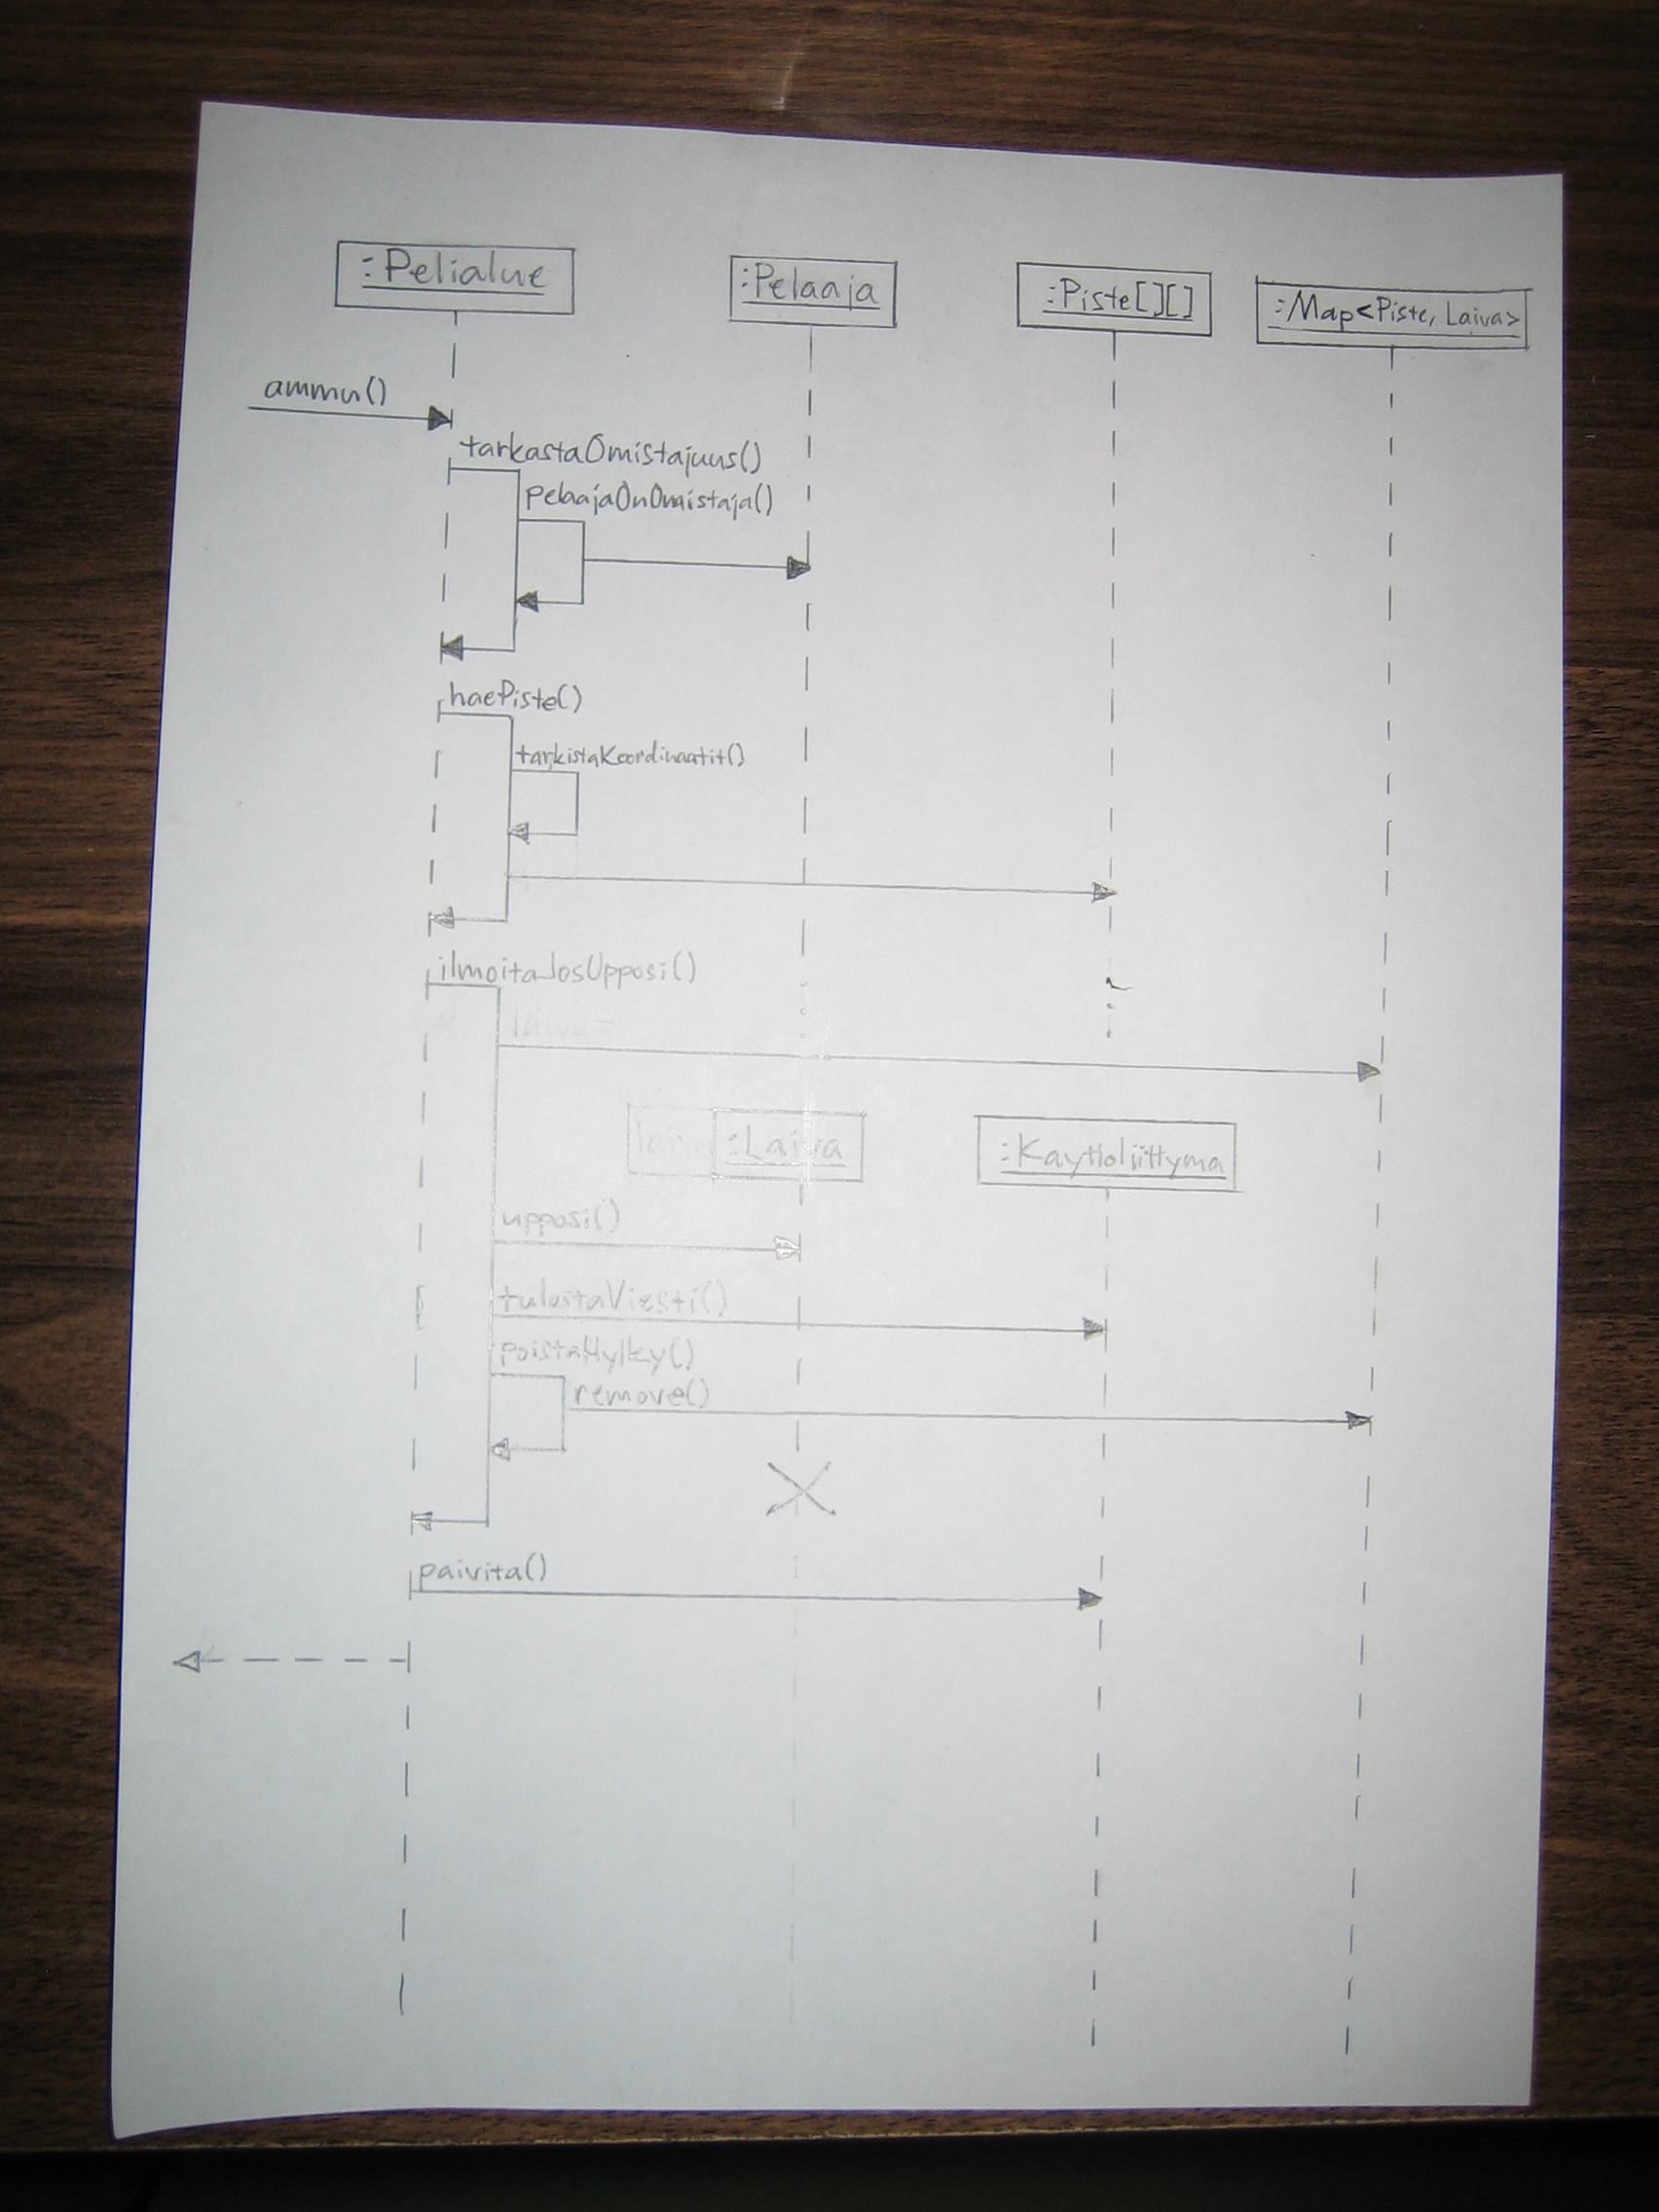 :Pelialue
:Pelaaja
:Piste[][]
:Map<Piste, Laiva>
ammu()
tarkastaOmistajuus()
pelaajaOnOmistaja()
haePiste()
tarkistaKoordinaatit()
ilmoitaJosUpposi()
laiva=
:Laiva
:Kayttoliittyma
upposi()
tulostaViesti()
poistaHylky()
remove()
paivita()